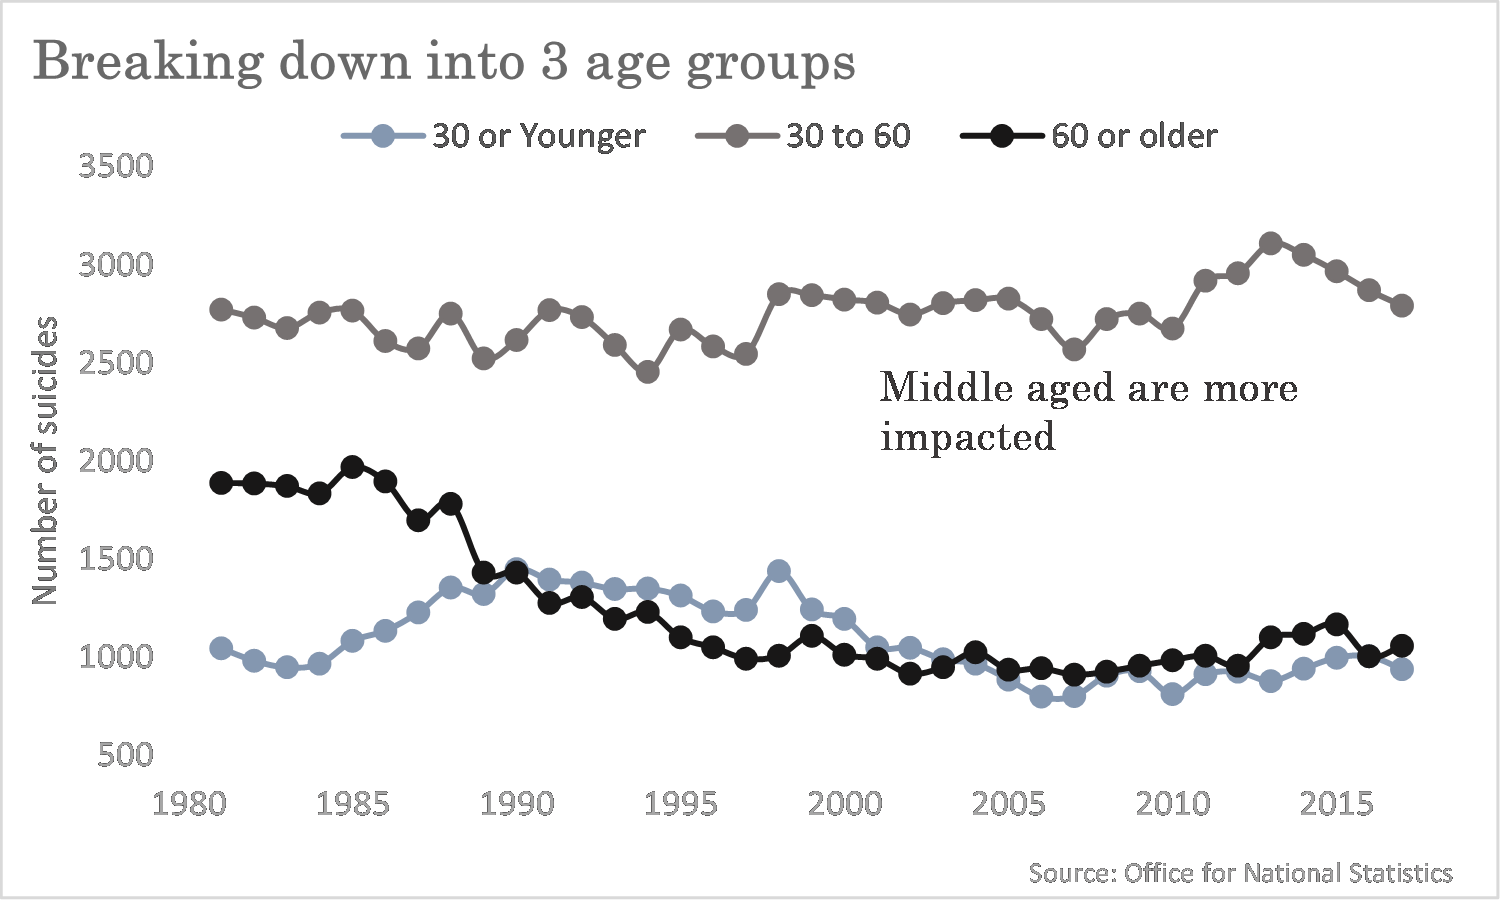 Breaking down into 3 age groups
30 or Younger 30 to 60 60 or older
3500
3000
2500
2000
1500
1000
500
Number of suicides
Middle aged are more
impacted
1980 1985 1990 1995 2000 2005 2010 2015
Source: Office for National Statistics